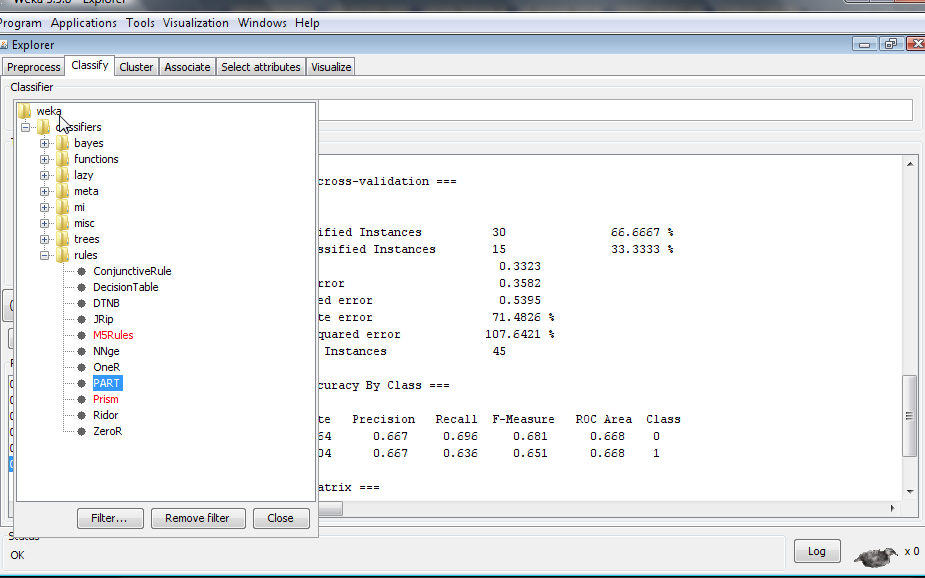 Program Applications Tools Visualization Windows Help
Explorer
Preprocess Classify Cluster Associate Select attributes Visualize
Classifier
weka
classifiers
bayes
functions
lazy
meta
mi
misc
trees
rules
ConjunctiveRule
DecisionTable
DTNB
JRip
M5Rules
NNge
OneR
PART
Prism
Ridor
ZeroR
Filter... Remove filter Close
cross-validation ===
ified Instances 30 66.6667 %
ssified Instances 15 33.3333 %
0.3323
rror 0.3582
ed error 0.5395
te error 71.4826 %
quared error 107.6421 %
Instances 45
curacy By Class ===
te Precision Recall F-Measure ROC Area Class
64 0.667 0.696 0.681 0.668 0
04 0.667 0.636 0.651 0.668 1
atrix ===
Status
OK
Log x 0